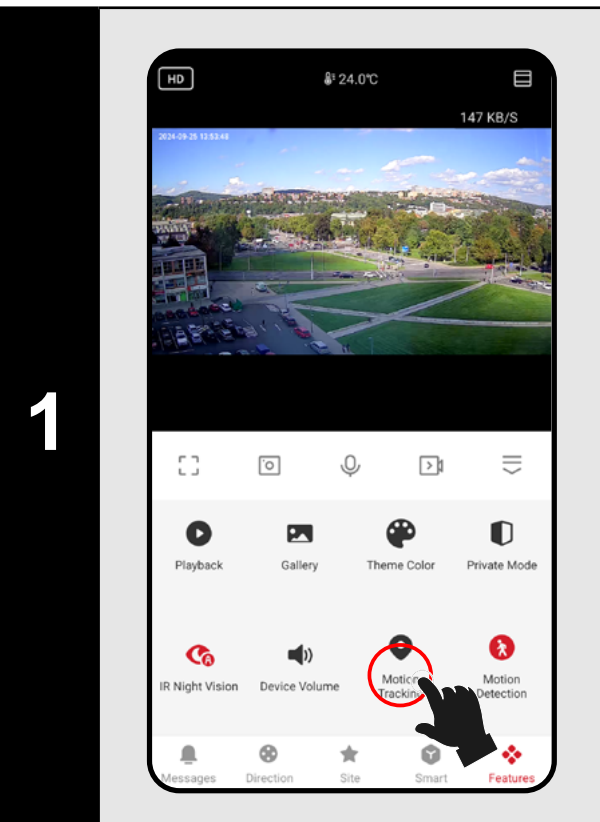 1
HD
24.0℃
147 KB/S
2024-09-25 13:53:48
Playback
Gallery
Theme Color
Private Mode
IR Night Vision
Device Volume
Motion
Tracking
Motion
Detection
Messages
Direction
Site
Smart
Features